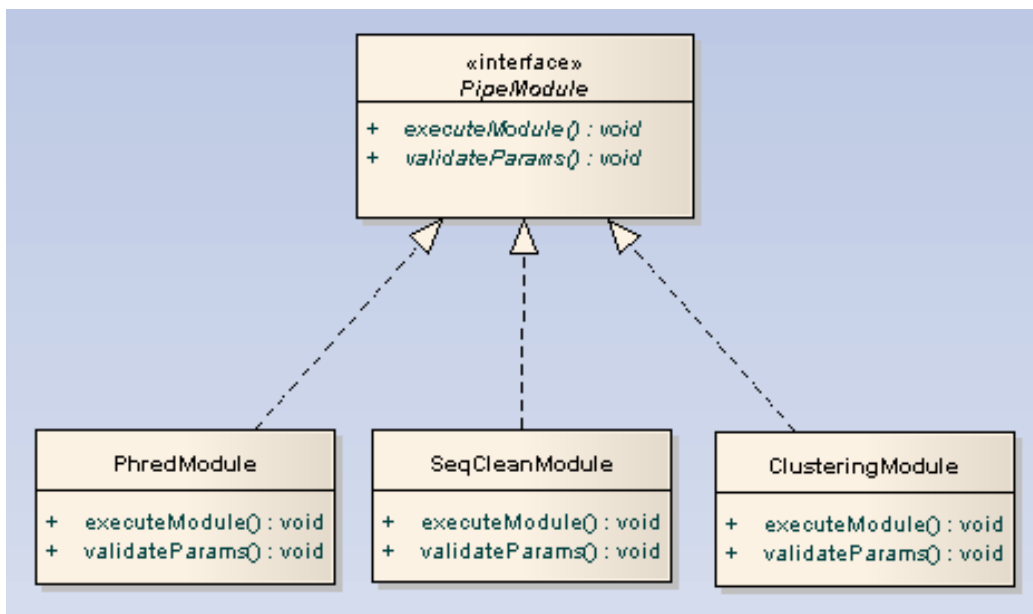 «interface»
PipeModule
+ executeModule() : void
+ validateParams() : void
PhredModule
+ executeModule() : void
+ validateParams() : void
SeqCleanModule
+ executeModule() : void
+ validateParams() : void
ClusteringModule
+ executeModule() : void
+ validateParams() : void